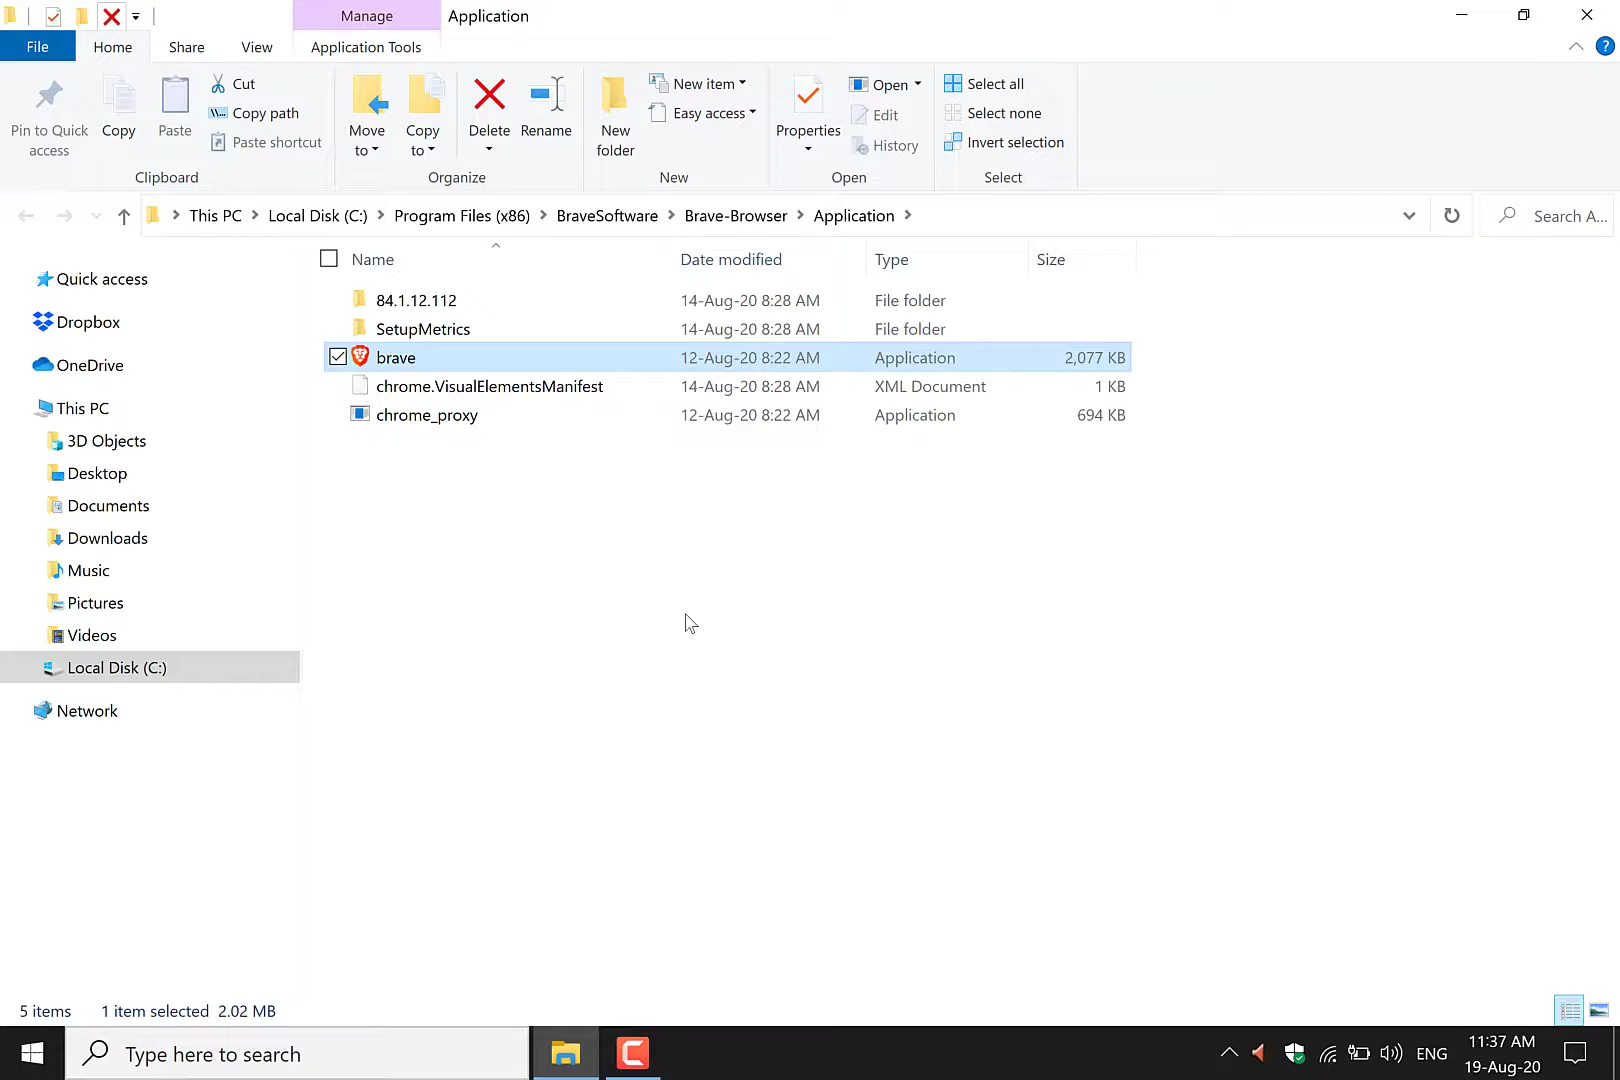 Manage
Application
File
Home
Share
View
Application Tools
Pin to Quick
access
Copy
Paste
Cut
Copy path
Paste shortcut
Clipboard
Move
to
Copy
to
Delete
Rename
Organize
New
folder
New item
Easy access
New
Properties
Open
Edit
History
Open
Select all
Select none
Invert selection
Select
This PC
Local Disk (C:)
Program Files (x86)
BraveSoftware
Brave-Browser
Application
Search A...
Name
Date modified
Type
Size
84.1.12.112
14-Aug-20 8:28 AM
File folder
SetupMetrics
14-Aug-20 8:28 AM
File folder
brave
12-Aug-20 8:22 AM
Application
2,077 KB
chrome.VisualElementsManifest
14-Aug-20 8:28 AM
XML Document
1 KB
chrome_proxy
12-Aug-20 8:22 AM
Application
694 KB
Quick access
Dropbox
OneDrive
This PC
3D Objects
Desktop
Documents
Downloads
Music
Pictures
Videos
Local Disk (C:)
Network
5 items
1 item selected
2.02 MB
Type here to search
ENG
11:37 AM
19-Aug-20